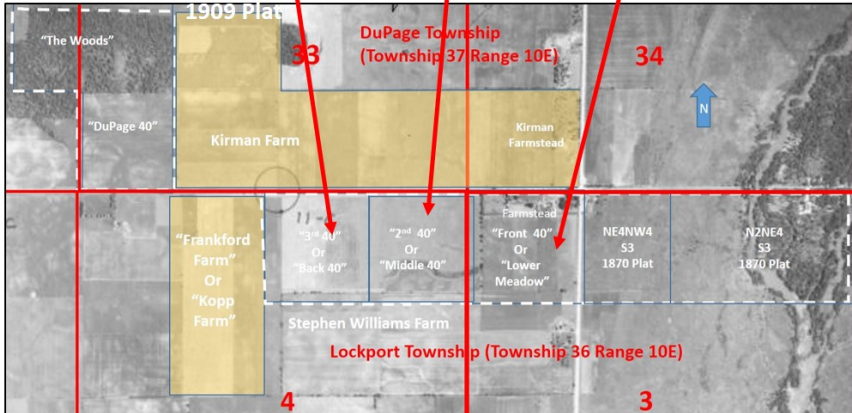 1909 Plat
"The Woods"
33
DuPage Township
(Township 37 Range 10E)
34
N
"DuPage 40"
Kirman Farm
Kirman
Farmstead
"Frankford
Farm"
Or
"Kopp
Farm"
"3rd 40"
Or
"Back 40"
"2nd 40"
Or
"Middle 40"
Farmstead
"Front 40"
Or
"Lower
Meadow"
NE4NW4
S3
1870 Plat
N2NE4
S3
1870 Plat
Stephen Williams Farm
Lockport Township (Township 36 Range 10E)
4
3